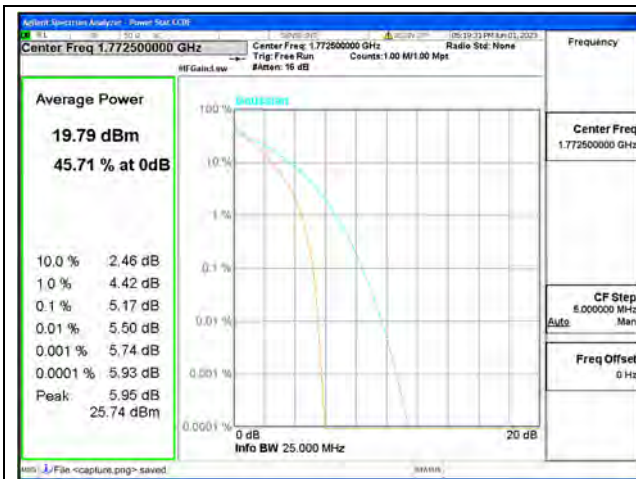 Agilent Spectrum Analyzer - Power Stat CCDF
Center Freq 1.772500000 GHz
Center Freq: 1.772500000 GHz
Radio Std: None
Trig: Free Run
Counts:1.00 M/1.00 Mpt
#IFGain:Low
#Atten: 16 dB
Frequency
Average Power
19.79 dBm
45.71 % at 0dB
10.0 % 2.46 dB
1.0 % 4.42 dB
0.1 % 5.17 dB
0.01 % 5.50 dB
0.001 % 5.74 dB
0.0001 % 5.93 dB
Peak 5.95 dB
25.74 dBm
Gaussian
100 %
10 %
1 %
0.1 %
0.01 %
0.001 %
0.0001 %
0 dB
20 dB
Info BW 25.000 MHz
Center Freq
1.772500000 GHz
CF Step
5.000000 MHz
Auto Man
Freq Offset
0 Hz
MSG File <capture.png> saved
STATUS